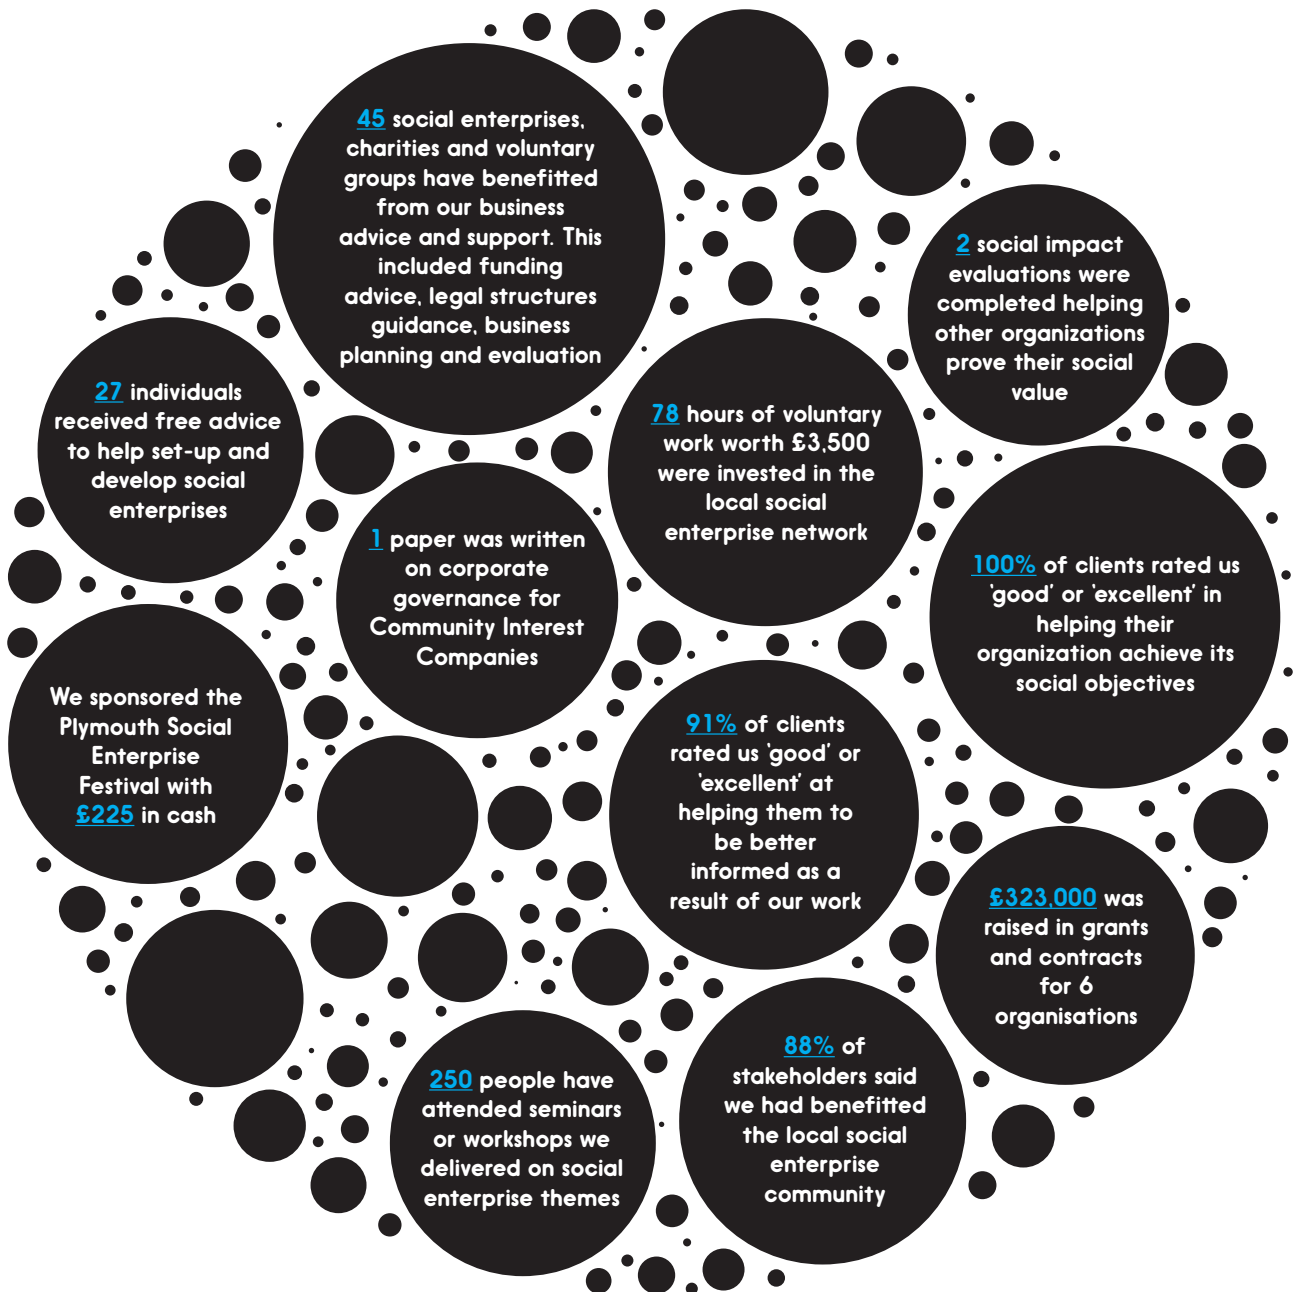 45 social enterprises,
charities and voluntary
groups have benefitted
from our business
advice and support. This
included funding
advice, legal structures
guidance, business
planning and evaluation
2 social impact
evaluations were
completed helping
other organizations
prove their social
value
27 individuals
received free advice
to help set-up and
develop social
enterprises
78 hours of voluntary
work worth £3,500
were invested in the
local social
enterprise network
1 paper was written
on corporate
governance for
Community Interest
Companies
100% of clients rated us
'good' or 'excellent' in
helping their
organization achieve its
social objectives
We sponsored the
Plymouth Social
Enterprise
Festival with
£225 in cash
91% of clients
rated us 'good' or
'excellent' at
helping them to
be better
informed as a
result of our work
£323,000 was
raised in grants
and contracts
for 6
organisations
250 people have
attended seminars
or workshops we
delivered on social
enterprise themes
88% of
stakeholders said
we had benefitted
the local social
enterprise
community